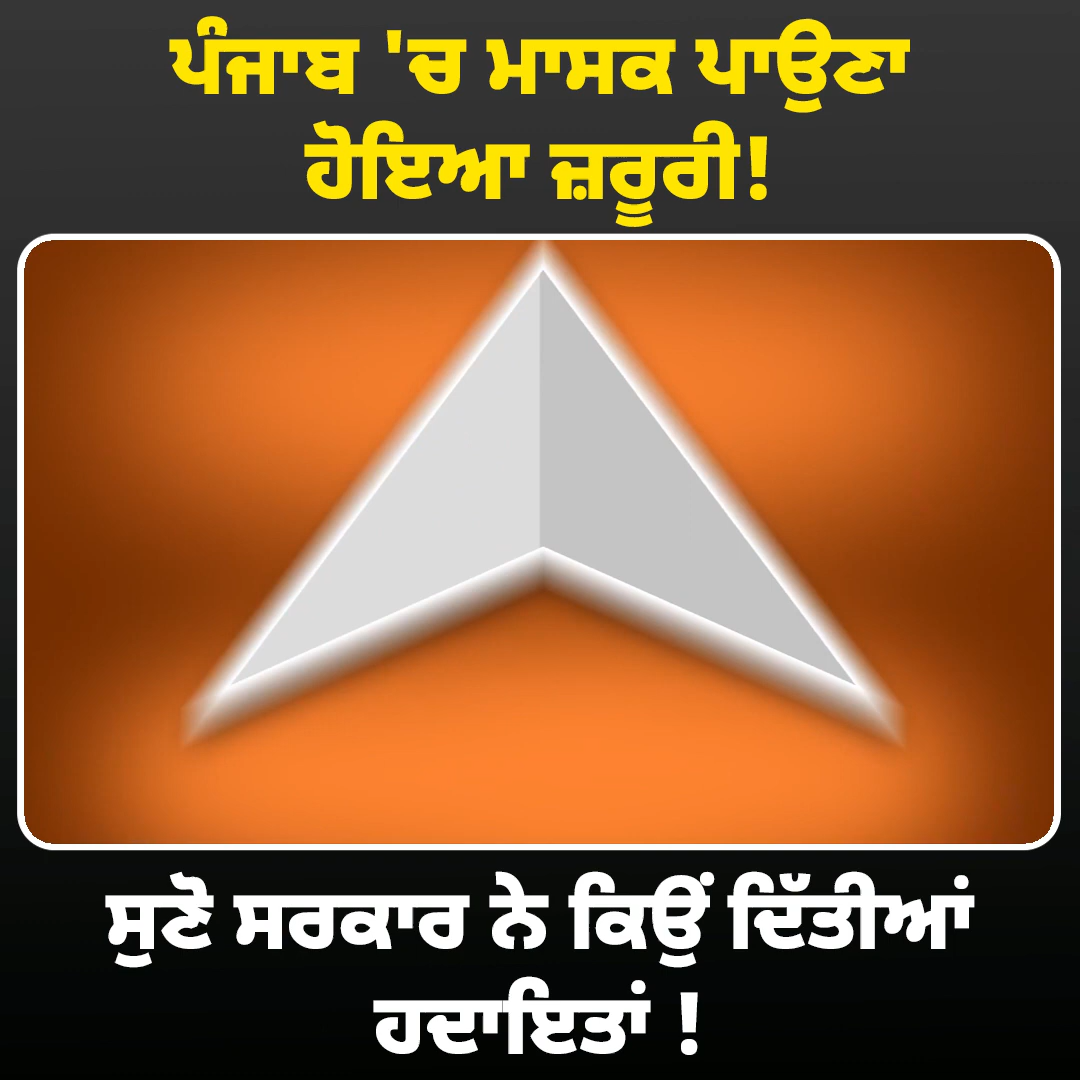 ਪੰਜਾਬ 'ਚ ਮਾਸਕ ਪਾਉਣਾ
ਹੋਇਆ ਜ਼ਰੂਰੀ!
ਸੁਣੋ ਸਰਕਾਰ ਨੇ ਕਿਉਂ ਦਿੱਤੀਆਂ
ਹਦਾਇਤਾਂ !